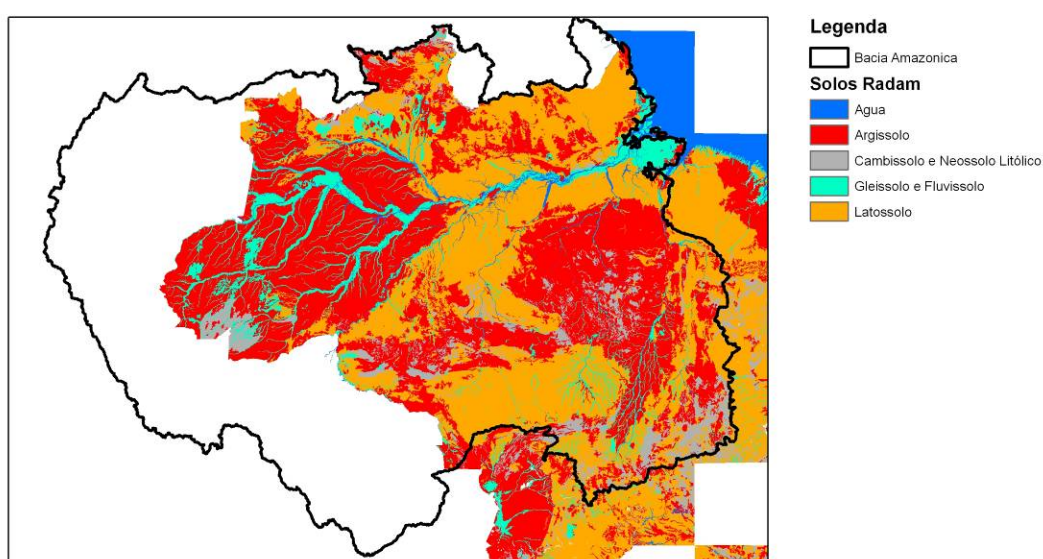 Legenda
Bacia Amazonica
Solos Radam
Agua
Argissolo
Cambissolo e Neossolo Litólico
Gleissolo e Fluvissolo
Latossolo